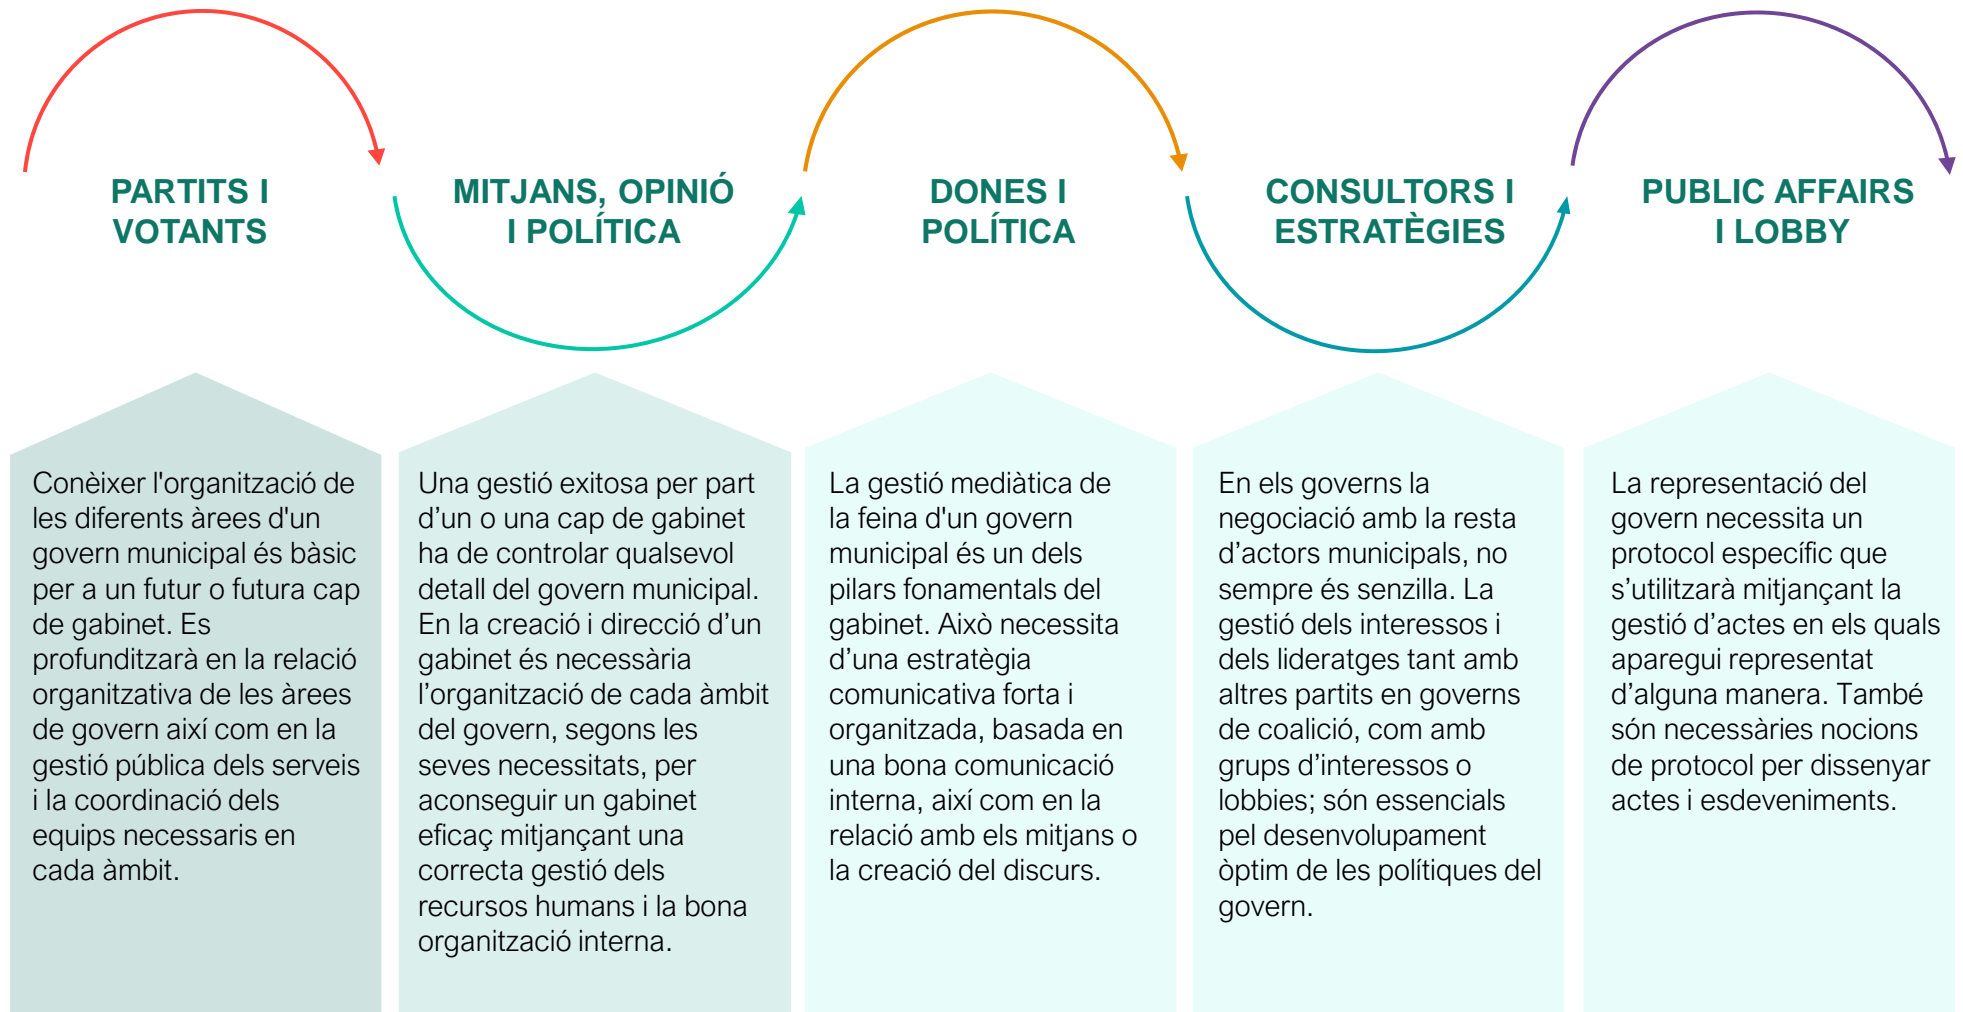 PARTITS I
VOTANTS
MITJANS, OPINIÓ
I POLÍTICA
DONES I
POLÍTICA
CONSULTORS I
ESTRATÈGIES
PUBLIC AFFAIRS
I LOBBY
Conèixer l'organització de
les diferents àrees d'un
govern municipal és bàsic
per a un futur o futura cap
de gabinet. Es
profunditzarà en la relació
organitzativa de les àrees
de govern així com en la
gestió pública dels serveis
i la coordinació dels
equips necessaris en
cada àmbit.
Una gestió exitosa per part
d’un o una cap de gabinet
ha de controlar qualsevol
detall del govern municipal.
En la creació i direcció d’un
gabinet és necessària
l’organització de cada àmbit
del govern, segons les
seves necessitats, per
aconseguir un gabinet
eficaç mitjançant una
correcta gestió dels
recursos humans i la bona
organització interna.
La gestió mediàtica de
la feina d'un govern
municipal és un dels
pilars fonamentals del
gabinet. Això necessita
d’una estratègia
comunicativa forta i
organitzada, basada en
una bona comunicació
interna, així com en la
relació amb els mitjans o
la creació del discurs.
En els governs la
negociació amb la resta
d’actors municipals, no
sempre és senzilla. La
gestió dels interessos i
dels lideratges tant amb
altres partits en governs
de coalició, com amb
grups d’interessos o
lobbies; són essencials
pel desenvolupament
òptim de les polítiques del
govern.
La representació del
govern necessita un
protocol específic que
s’utilitzarà mitjançant la
gestió d’actes en els quals
aparegui representat
d’alguna manera. També
són necessàries nocions
de protocol per dissenyar
actes i esdeveniments.